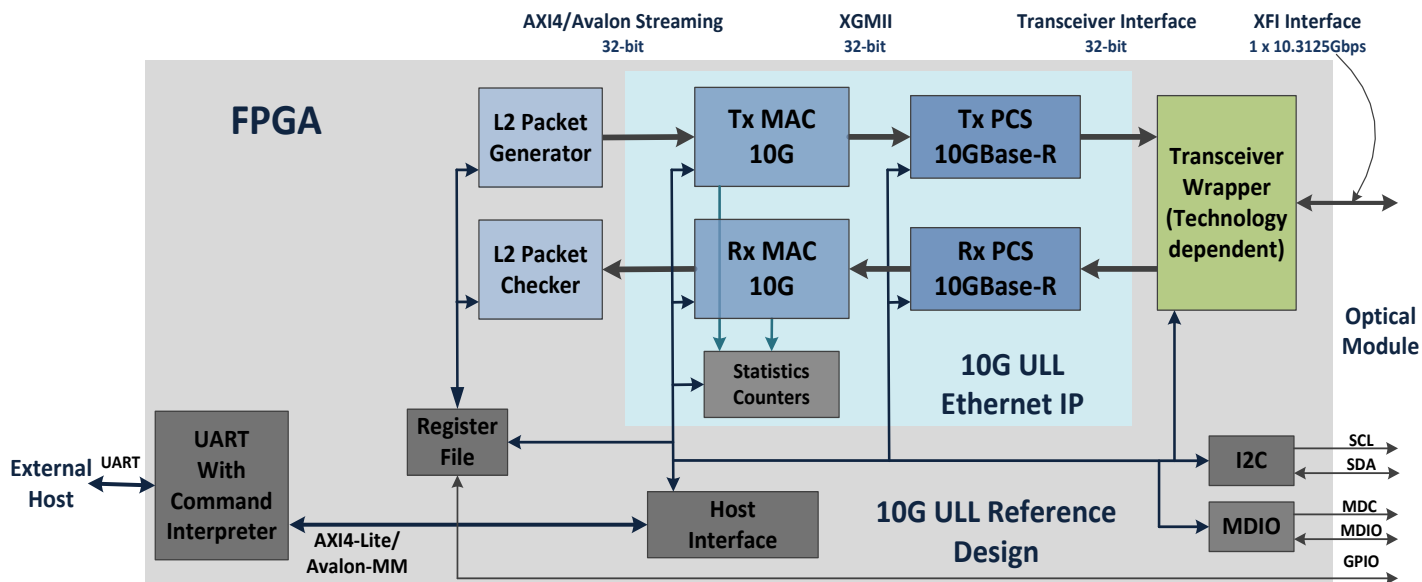 AXI4/Avalon Streaming
32-bit
XGMII
32-bit
Transceiver Interface
32-bit
XFI Interface
1 x 10.3125Gbps
FPGA
L2 Packet
Generator
Tx MAC
10G
Tx PCS
10GBase-R
Transceiver
Wrapper
(Technology
dependent)
L2 Packet
Checker
Rx MAC
10G
Rx PCS
10GBase-R
Optical
Module
Statistics
Counters
10G ULL
Ethernet IP
External
Host
UART
UART
With
Command
Interpreter
Register
File
AXI4-Lite/
Avalon-MM
Host
Interface
10G ULL Reference
Design
I2C
SCL
SDA
MDIO
MDC
MDIO
GPIO